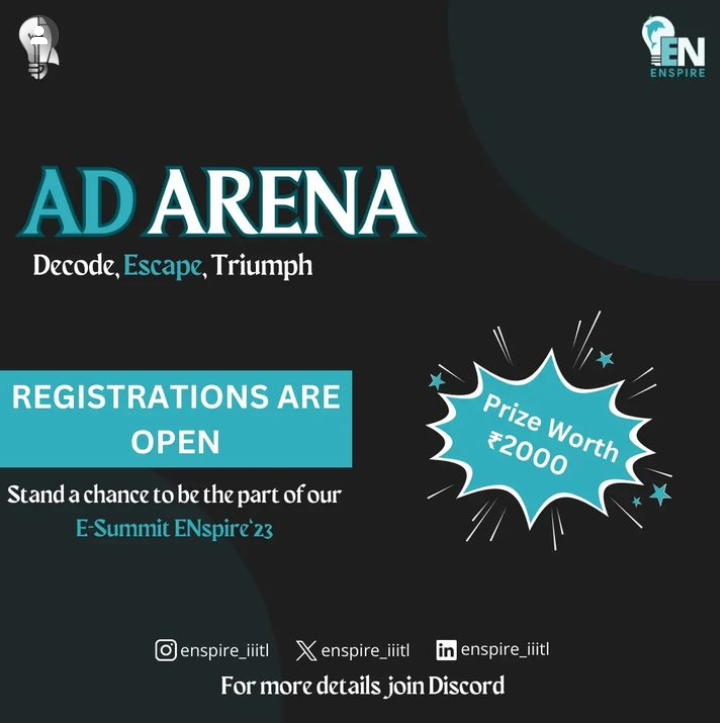 EN
ENSPIRE
AD ARENA
Decode, Escape, Triumph
REGISTRATIONS ARE
OPEN
Prize Worth
₹2000
Stand a chance to be the part of our
E-Summit ENspire'23
enspire_iiitl enspire_iiitl enspire_iiitl
For more details join Discord